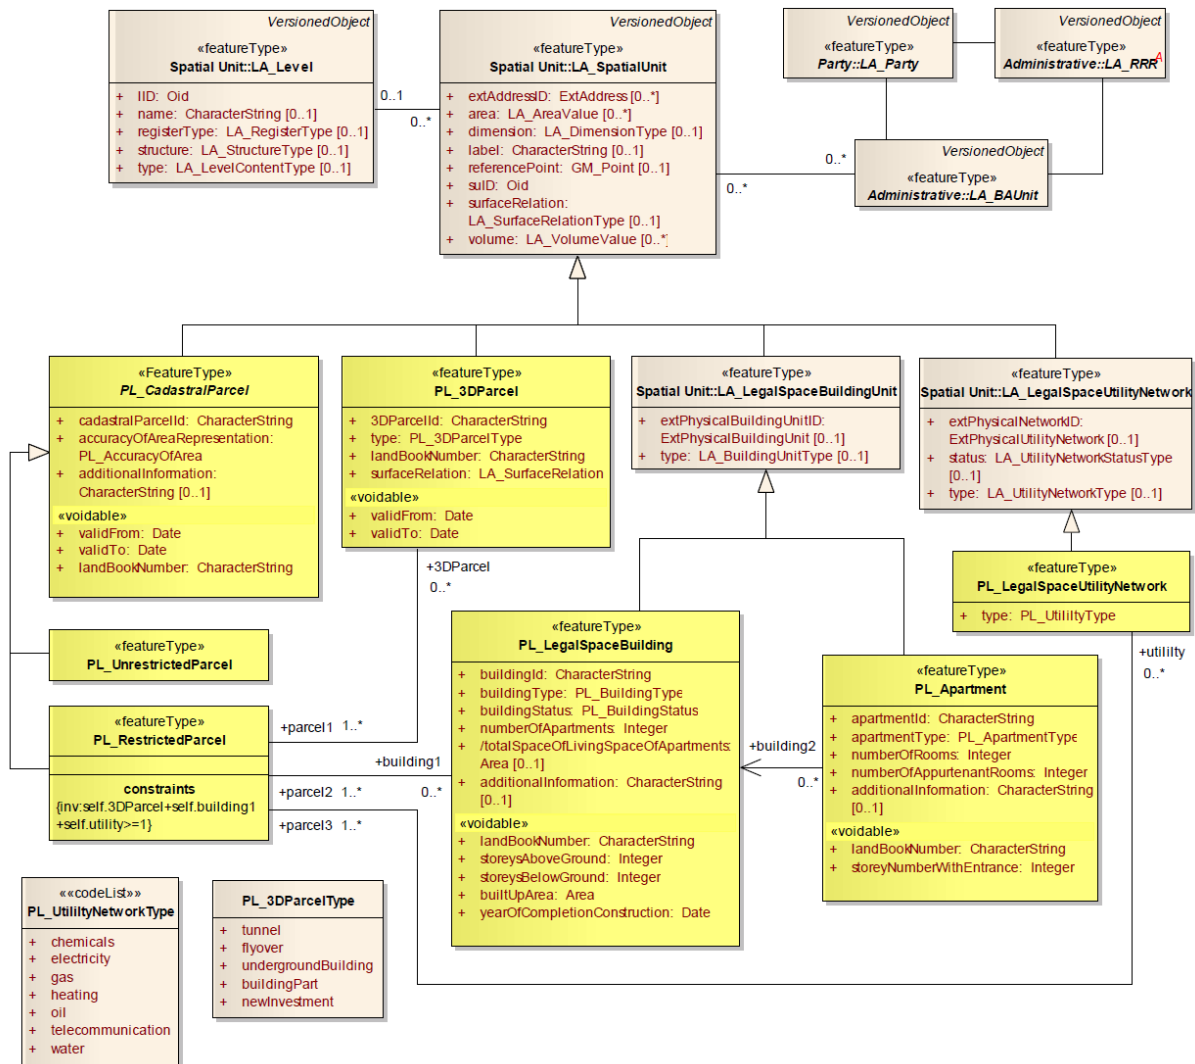 VersionedObject
«featureType»
Spatial Unit::LA_Level
+ lID: Oid
+ name: CharacterString [0..1]
+ registerType: LA_RegisterType [0..1]
+ structure: LA_StructureType [0..1]
+ type: LA_LevelContentType [0..1]
0..1
0..*
VersionedObject
«featureType»
Spatial Unit::LA_SpatialUnit
+ extAddressID: ExtAddress [0..*]
+ area: LA_AreaValue [0..*]
+ dimension: LA_DimensionType [0..1]
+ label: CharacterString [0..1]
+ referencePoint: GM_Point [0..1]
+ suID: Oid
+ surfaceRelation:
LA_SurfaceRelationType [0..1]
+ volume: LA_VolumeValue [0..*]
0..*
0..*
VersionedObject
«featureType»
Party::LA_Party
VersionedObject
«featureType»
Administrative::LA_RRR
A
VersionedObject
«featureType»
Administrative::LA_BAUnit
«FeatureType»
PL_CadastralParcel
+ cadastralParcelId: CharacterString
+ accuracyOfAreaRepresentation:
PL_AccuracyOfArea
+ additionalInformation:
CharacterString [0..1]
«voidable»
+ validFrom: Date
+ validTo: Date
+ landBookNumber: CharacterString
«featureType»
PL_3DParcel
+ 3DParcelId: CharacterString
+ type: PL_3DParcelType
+ landBookNumber: CharacterString
+ surfaceRelation: LA_SurfaceRelation
«voidable»
+ validFrom: Date
+ validTo: Date
«featureType»
Spatial Unit::LA_LegalSpaceBuildingUnit
+ extPhysicalBuildingUnitID:
ExtPhysicalBuildingUnit [0..1]
+ type: LA_BuildingUnitType [0..1]
«featureType»
Spatial Unit::LA_LegalSpaceUtilityNetwork
+ extPhysicalNetworkID:
ExtPhysicalUtilityNetwork [0..1]
+ status: LA_UtilityNetworkStatusType
[0..1]
+ type: LA_UtilityNetworkType [0..1]
+3DParcel
0..*
«featureType»
PL_LegalSpaceUtilityNetwork
+ type: PL_UtililtyType
+utililty
0..*
«featureType»
PL_UnrestrictedParcel
«featureType»
PL_RestrictedParcel
constraints
{inv:self.3DParcel+self.building1
+self.utility>=1}
+parcel1 1..*
+building1
+parcel2 1..*
0..*
+parcel3 1..*
«featureType»
PL_LegalSpaceBuilding
+ buildingId: CharacterString
+ buildingType: PL_BuildingType
+ buildingStatus: PL_BuildingStatus
+ numberOfApartments: Integer
+ /totalSpaceOfLivingSpaceOfApartments:
Area [0..1]
+ additionalInformation: CharacterString
[0..1]
«voidable»
+ landBookNumber: CharacterString
+ storeysAboveGround: Integer
+ storeysBelowGround: Integer
+ builtUpArea: Area
+ yearOfCompletionConstruction: Date
+building2
0..*
«featureType»
PL_Apartment
+ apartmentId: CharacterString
+ apartmentType: PL_ApartmentType
+ numberOfRooms: Integer
+ numberOfAppurtenantRooms: Integer
+ additionalInformation: CharacterString
[0..1]
«voidable»
+ landBookNumber: CharacterString
+ storeyNumberWithEntrance: Integer
««codeList»»
PL_UtililtyNetworkType
+ chemicals
+ electricity
+ gas
+ heating
+ oil
+ telecommunication
+ water
PL_3DParcelType
+ tunnel
+ flyover
+ undergroundBuilding
+ buildingPart
+ newInvestment